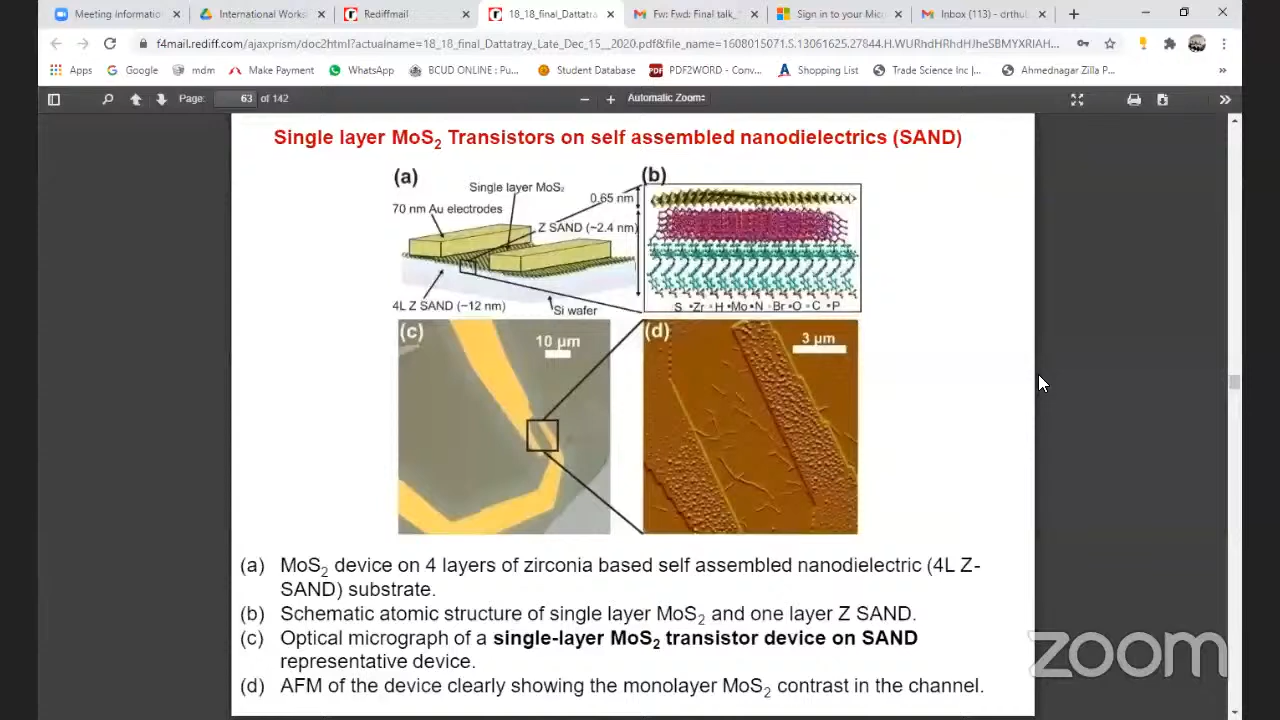 Meeting Informatio
International Works
Rediffmail
18_18_final_Dattatra
Fw: Fwd: Final talk_
Sign in to your Mic
Inbox (113) - orthul
f4mail.rediff.com/ajaxprism/doc2html?actualname=18_18_final_Dattatray_Late_Dec_15__2020.pdf&file_name=1608015071.S.13061625.27844.H.WURhdHRhdHJheSBMYXRIAH...
Apps
Google
mdm
Make Payment
WhatsApp
BCUD ONLINE : Pu...
Student Database
PDF2WORD - Conv...
Shopping List
Trade Science Inc |...
Ahmednagar Zilla P...
Page: 63 of 142
Automatic Zoom
Single layer MoS₂ Transistors on self assembled nanodielectrics (SAND)
(a)
Single layer MoS₂
70 nm Au electrodes
Z SAND (~2.4 nm)
4L Z SAND (~12 nm)
Si wafer
(b)
0.65 nm
S •Zr ◦H •Mo •N ◦Br •O ◦C •P
(c)
10 μm
(d)
3 μm
(a) MoS₂ device on 4 layers of zirconia based self assembled nanodielectric (4L Z-
SAND) substrate.
(b) Schematic atomic structure of single layer MoS₂ and one layer Z SAND.
(c) Optical micrograph of a single-layer MoS₂ transistor device on SAND
representative device.
(d) AFM of the device clearly showing the monolayer MoS₂ contrast in the channel.
zoom